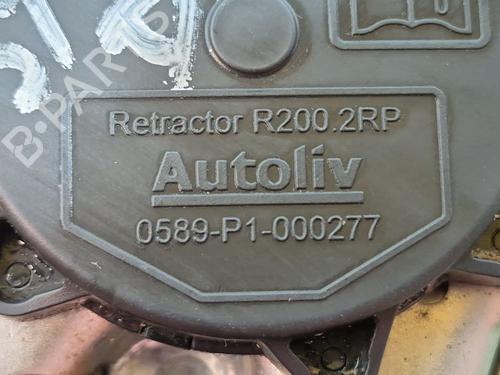 B-PARTS
Retractor R200.2RP
Autoliv
0589-P1-000277